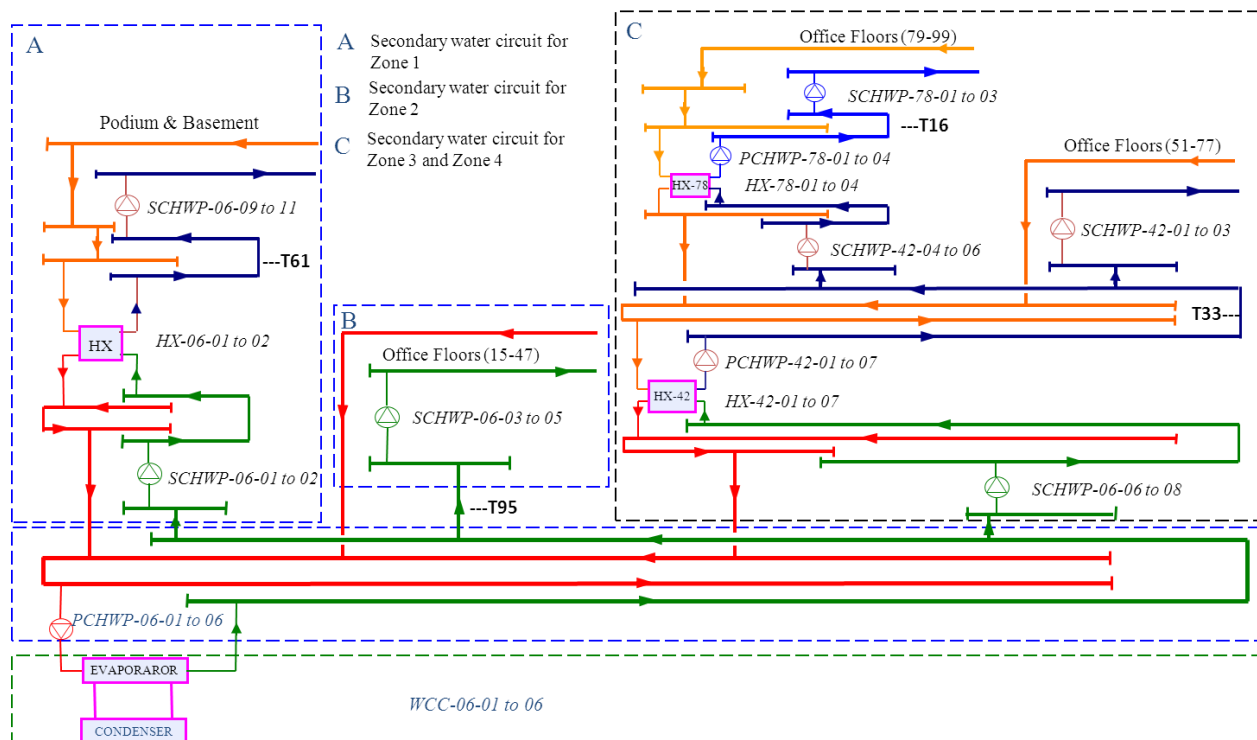 A
Podium & Basement
SCHWP-06-09 to 11
---T61
HX
HX-06-01 to 02
SCHWP-06-01 to 02
A Secondary water circuit for
Zone 1
B Secondary water circuit for
Zone 2
C Secondary water circuit for
Zone 3 and Zone 4
B
Office Floors (15-47)
SCHWP-06-03 to 05
---T95
C
Office Floors (79-99)
SCHWP-78-01 to 03
---T16
PCHWP-78-01 to 04
Office Floors (51-77)
HX-78
HX-78-01 to 04
SCHWP-42-01 to 03
SCHWP-42-04 to 06
T33---
PCHWP-42-01 to 07
HX-42
HX-42-01 to 07
SCHWP-06-06 to 08
PCHWP-06-01 to 06
EVAPORAROR
WCC-06-01 to 06
CONDENSER